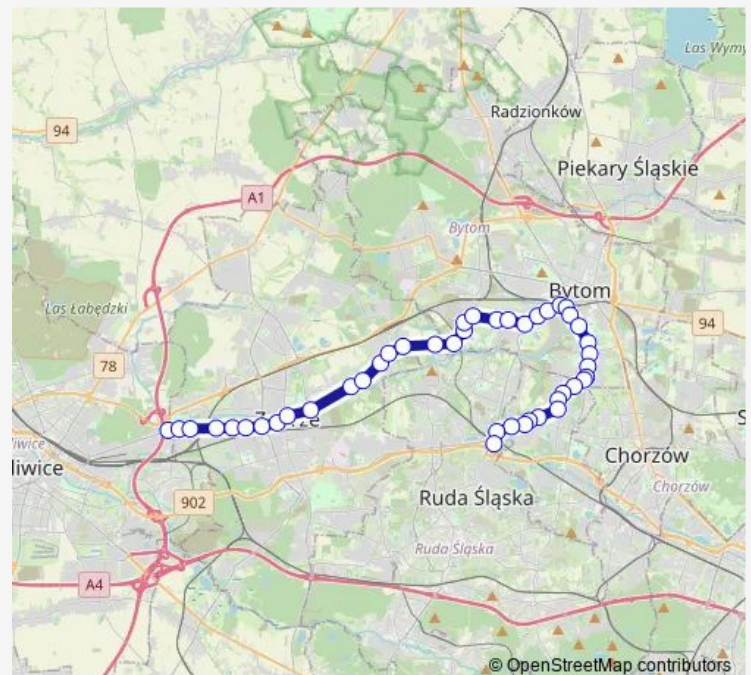 Las Wymy
Radzionków
94
Piekary Śląskie
A1
Bytom
Bytom
Las Łabędzki
94
78
liwice
Chorzów
Chorzów
902
Ruda Śląska
Ruda Śląska
A4
© OpenStreetMap contributors